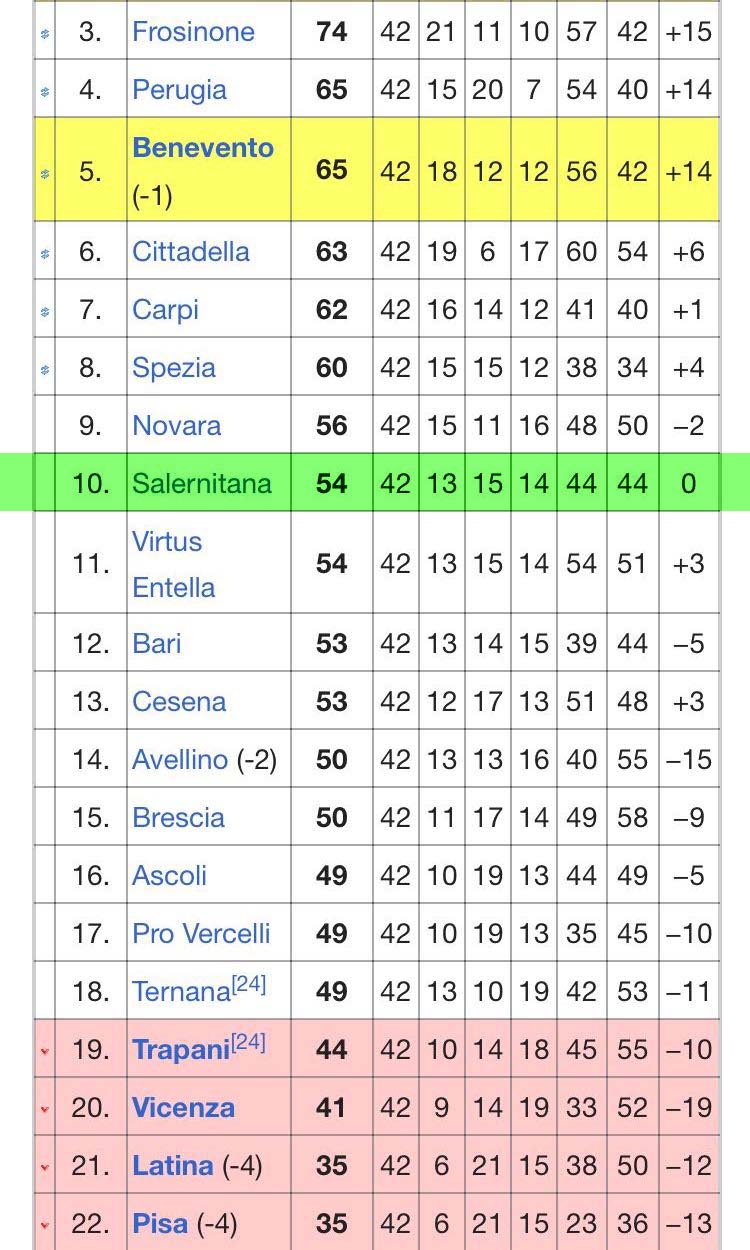 3. Frosinone 74 42 21 11 10 57 42 +15
4. Perugia 65 42 15 20 7 54 40 +14
5. Benevento (-1) 65 42 18 12 12 56 42 +14
6. Cittadella 63 42 19 6 17 60 54 +6
7. Carpi 62 42 16 14 12 41 40 +1
8. Spezia 60 42 15 15 12 38 34 +4
9. Novara 56 42 15 11 16 48 50 −2
10. Salernitana 54 42 13 15 14 44 44 0
11. Virtus Entella 54 42 13 15 14 54 51 +3
12. Bari 53 42 13 14 15 39 44 −5
13. Cesena 53 42 12 17 13 51 48 +3
14. Avellino (-2) 50 42 13 13 16 40 55 −15
15. Brescia 50 42 11 17 14 49 58 −9
16. Ascoli 49 42 10 19 13 44 49 −5
17. Pro Vercelli 49 42 10 19 13 35 45 −10
18. Ternana[24] 49 42 13 10 19 42 53 −11
19. Trapani[24] 44 42 10 14 18 45 55 −10
20. Vicenza 41 42 9 14 19 33 52 −19
21. Latina (-4) 35 42 6 21 15 38 50 −12
22. Pisa (-4) 35 42 6 21 15 23 36 −13